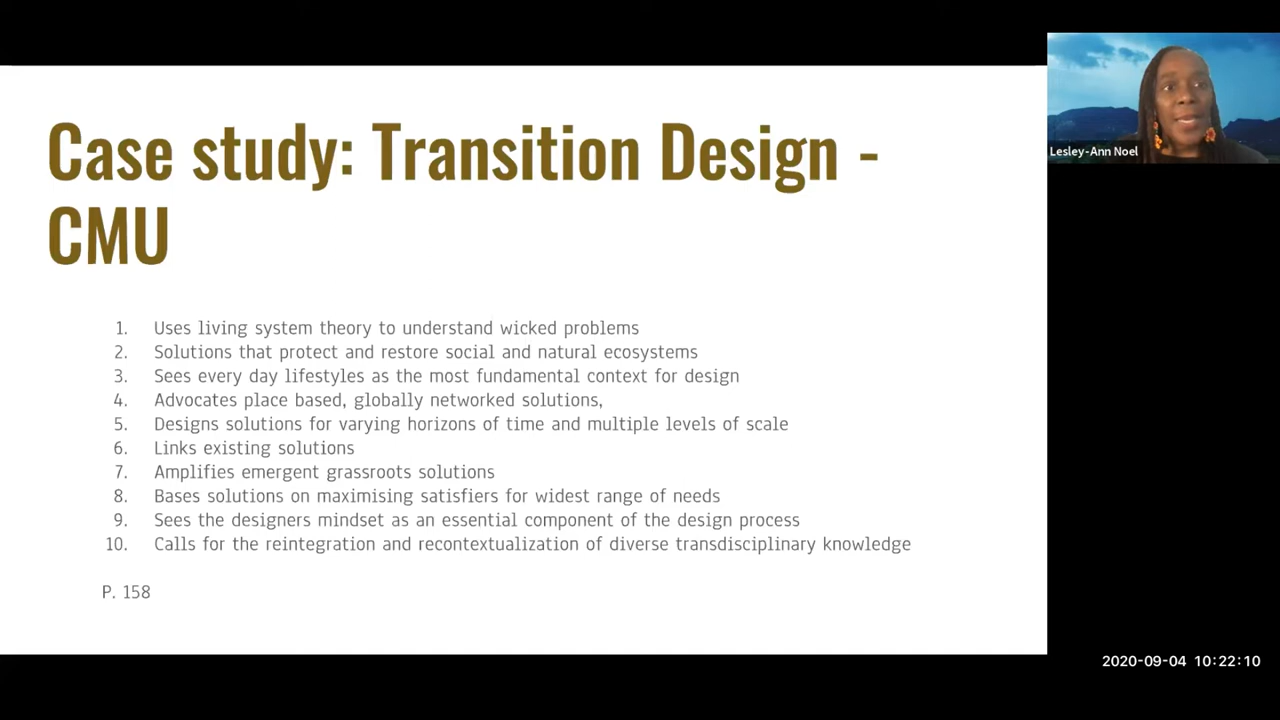 Case study: Transition Design -
CMU
1. Uses living system theory to understand wicked problems
2. Solutions that protect and restore social and natural ecosystems
3. Sees every day lifestyles as the most fundamental context for design
4. Advocates place based, globally networked solutions,
5. Designs solutions for varying horizons of time and multiple levels of scale
6. Links existing solutions
7. Amplifies emergent grassroots solutions
8. Bases solutions on maximising satisfiers for widest range of needs
9. Sees the designers mindset as an essential component of the design process
10. Calls for the reintegration and recontextualization of diverse transdisciplinary knowledge
P. 158
Lesley-Ann Noel
2020-09-04 10:22:10